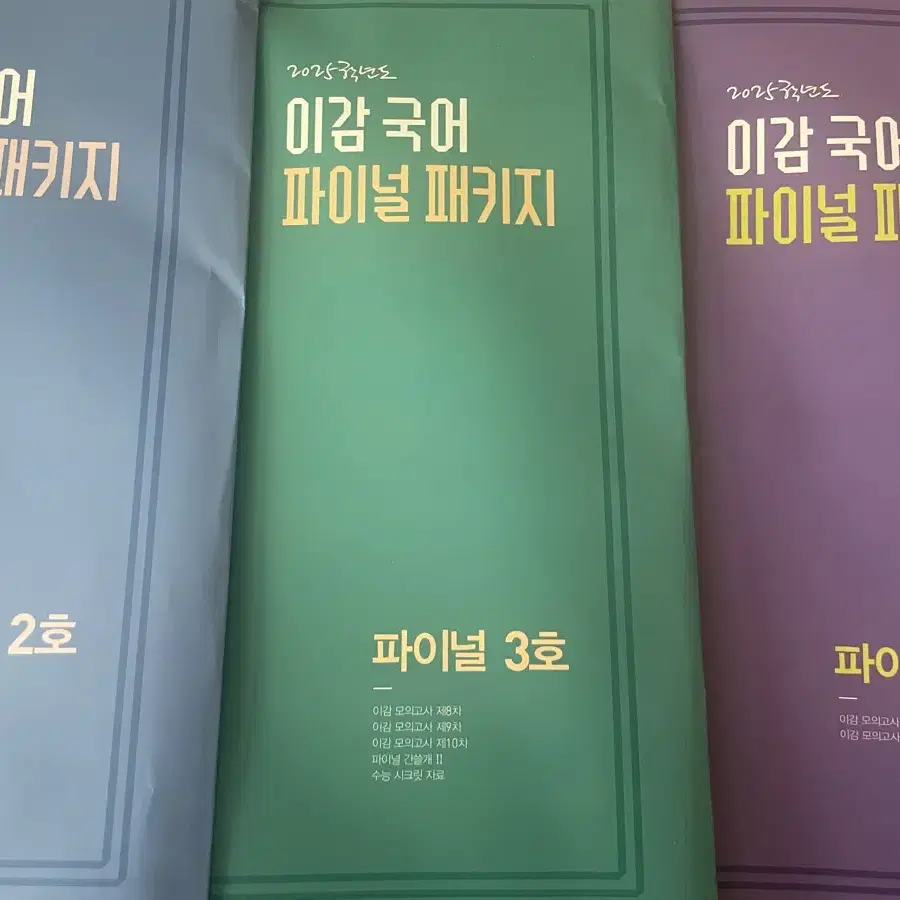 어
패키지
2호
2025학년도
이감 국어
파이널 패키지
파이널 3호
이감 모의고사 제8차
이감 모의고사 제9차
이감 모의고사 제10차
파이널 간쓸개 II
수능 시크릿 자료
2025학년도
이감 국어
파이널 패
파이
이감 모의고사
이감 모의고사